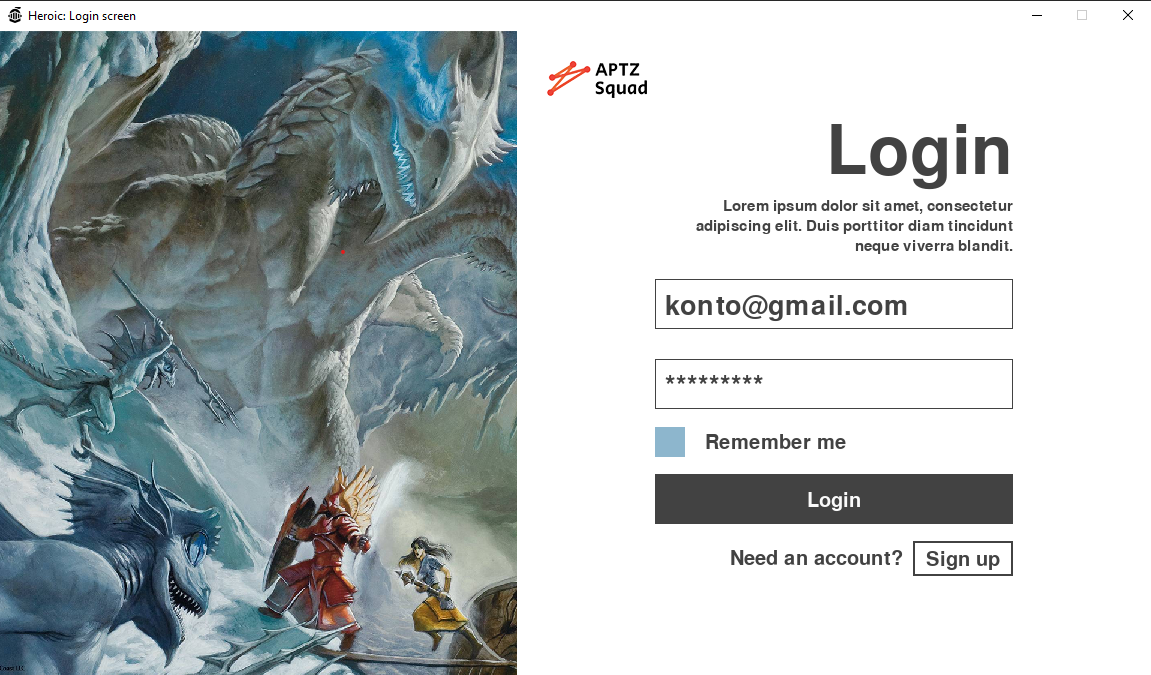 Heroic: Login screen
APTZ
Squad
Login
Lorem ipsum dolor sit amet, consectetur
adipiscing elit. Duis porttitor diam tincidunt
neque viverra blandit.
konto@gmail.com
*********
Remember me
Login
Need an account? Sign up